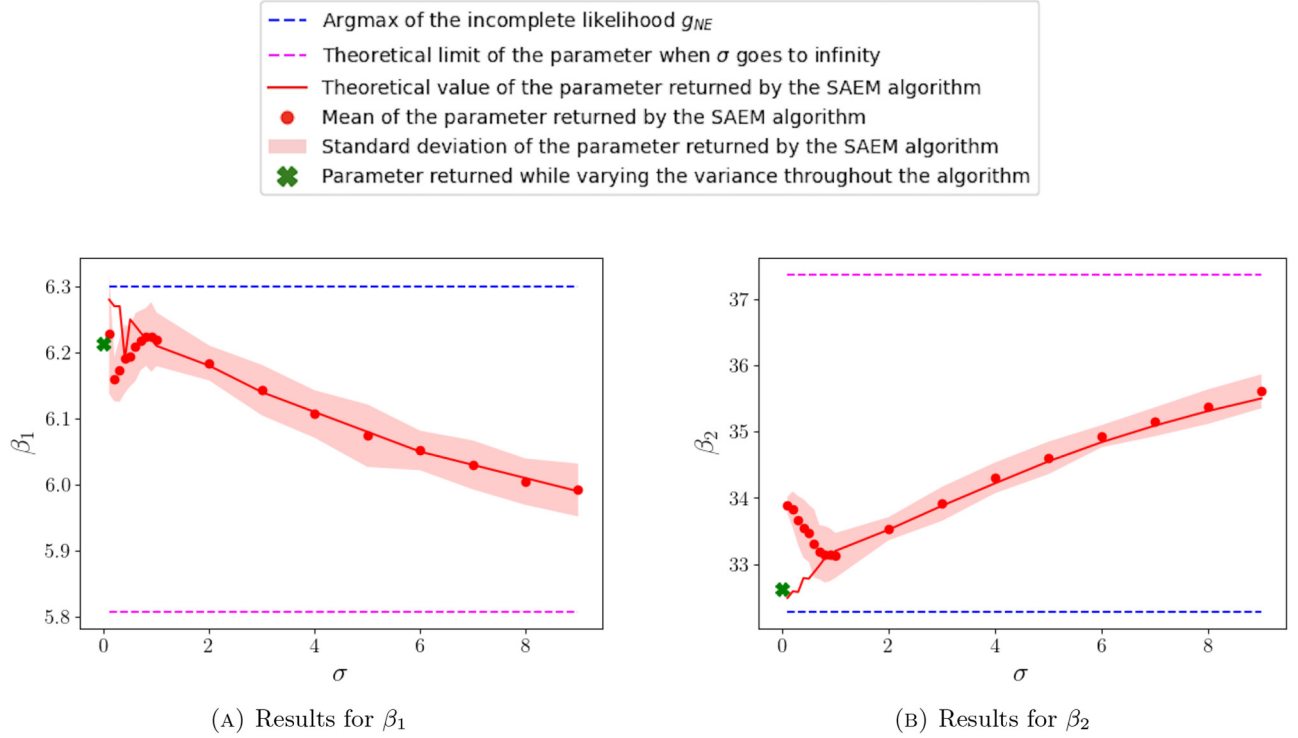 Argmax of the incomplete likelihood g_NE
Theoretical limit of the parameter when σ goes to infinity
Theoretical value of the parameter returned by the SAEM algorithm
Mean of the parameter returned by the SAEM algorithm
Standard deviation of the parameter returned by the SAEM algorithm
Parameter returned while varying the variance throughout the algorithm
6.3
6.2
6.1
6.0
5.9
5.8
β₁
0 2 4 6 8
σ
(A) Results for β₁
37
36
35
34
33
β₂
0 2 4 6 8
σ
(B) Results for β₂